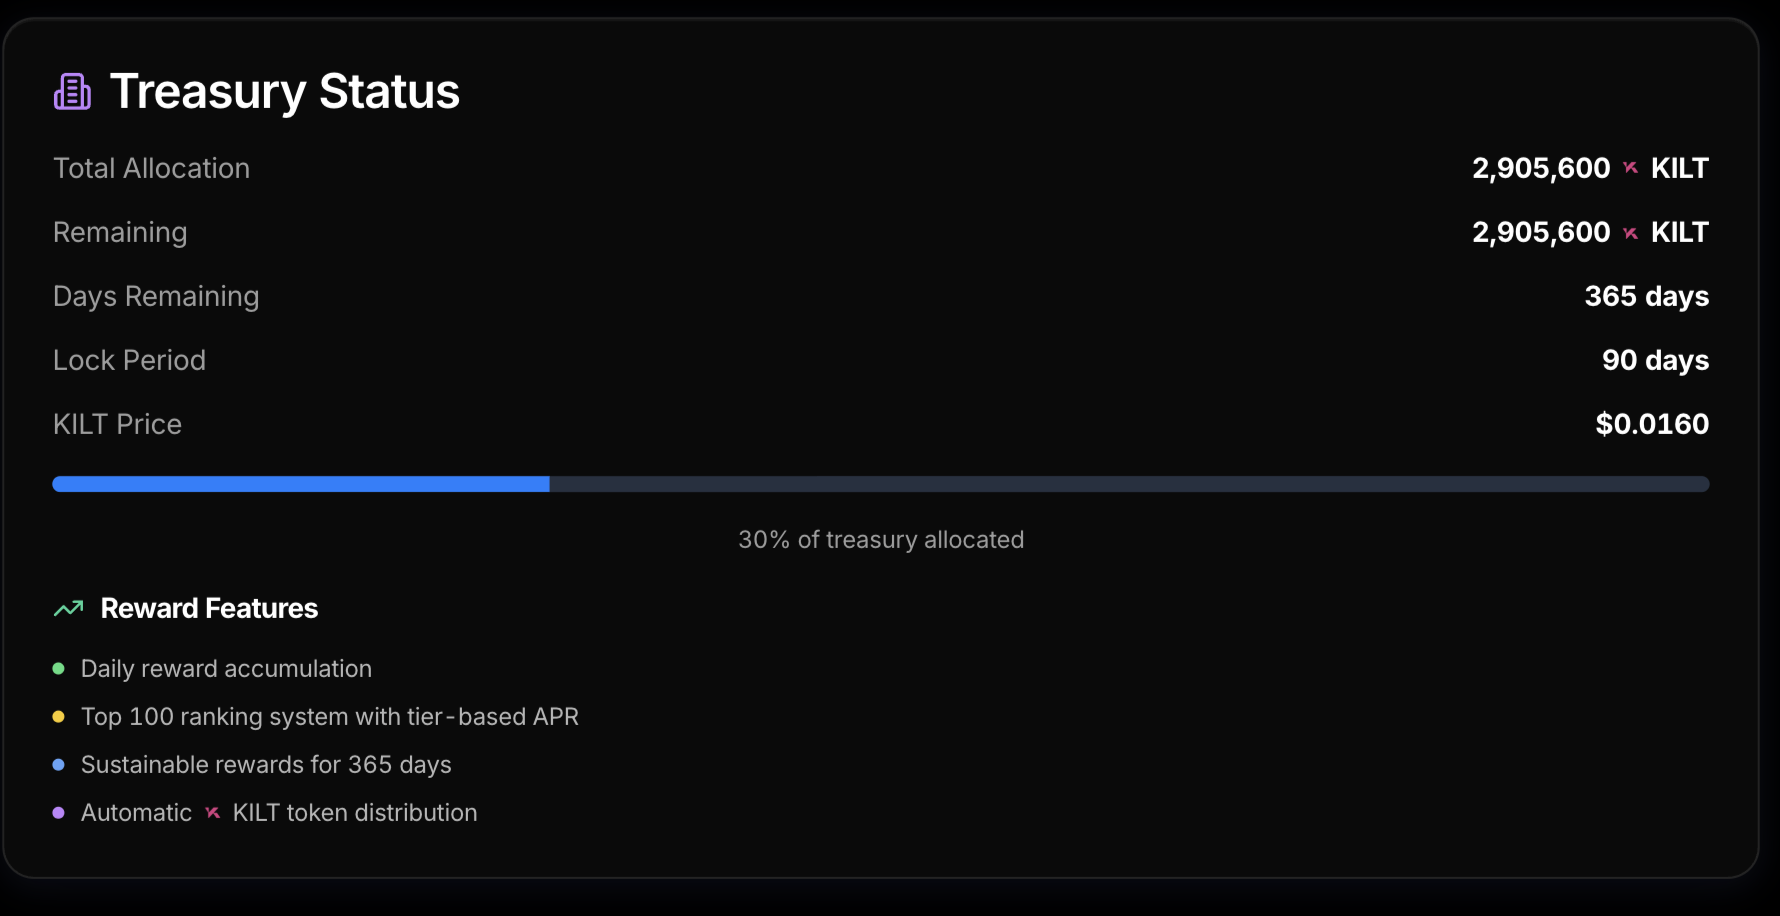 Treasury Status
Total Allocation 2,905,600 KILT
Remaining 2,905,600 KILT
Days Remaining 365 days
Lock Period 90 days
KILT Price $0.0160
30% of treasury allocated
Reward Features
Daily reward accumulation
Top 100 ranking system with tier-based APR
Sustainable rewards for 365 days
Automatic KILT token distribution